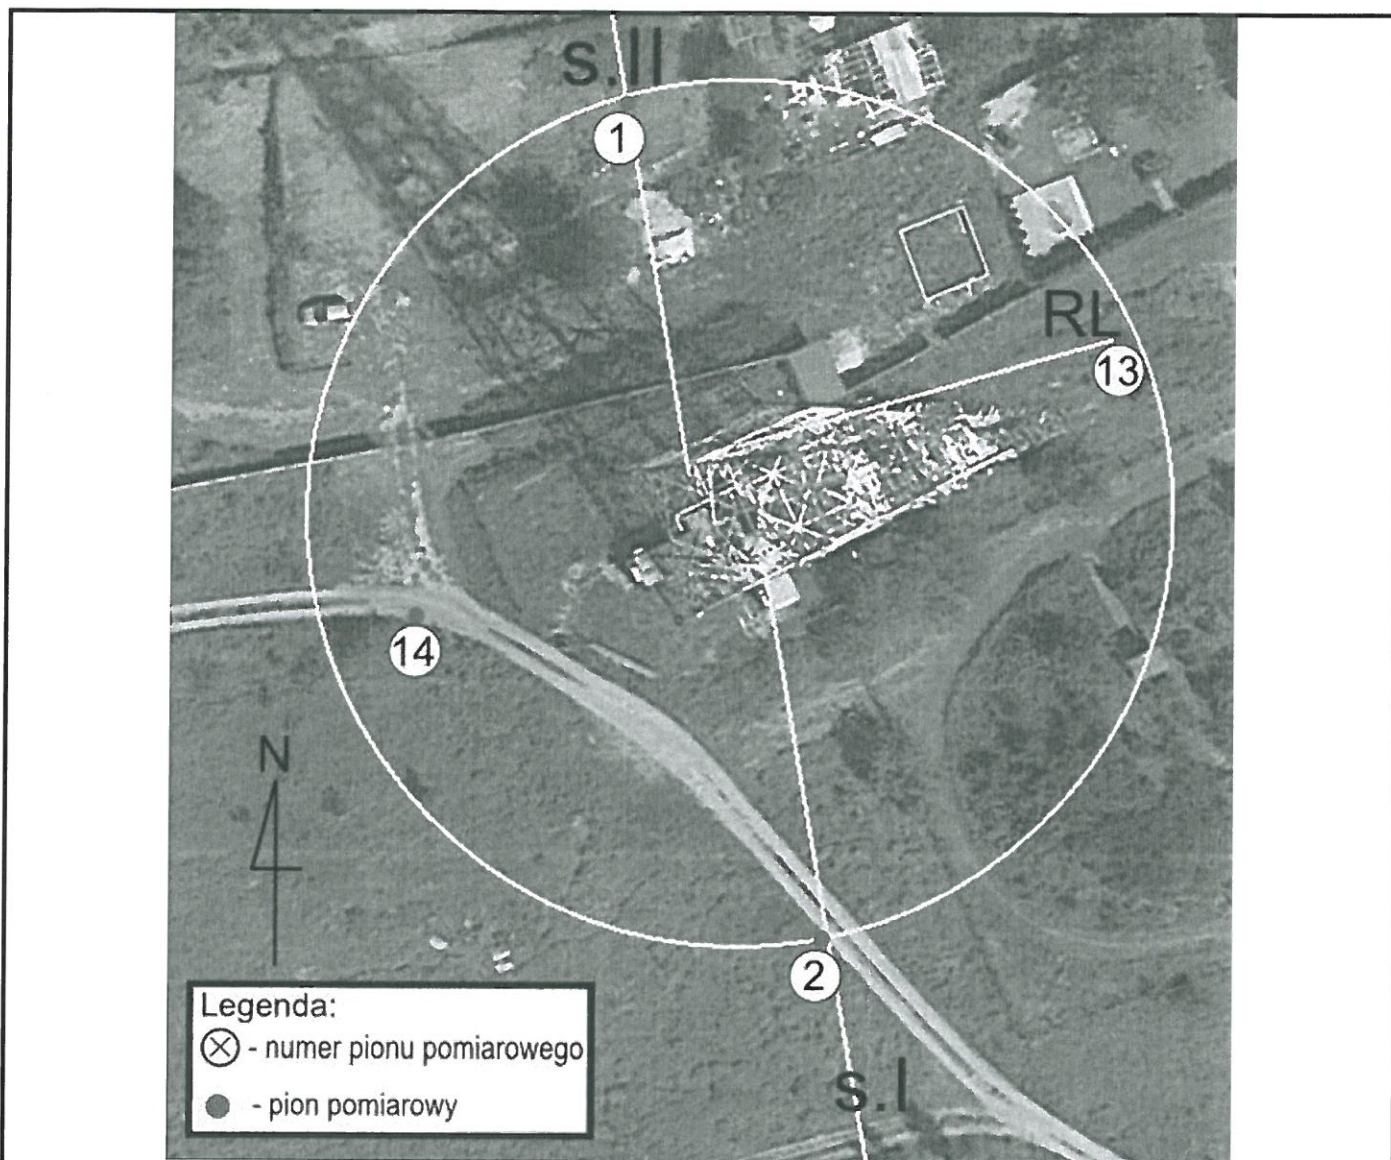 s.II
1
RL
13
14
N
2
Legenda:
- numer pionu pomiarowego
- pion pomiarowy
s.I